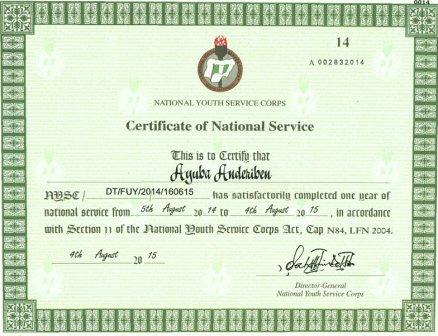 0014
14
A 002832014
NATIONAL YOUTH SERVICE CORPS
Certificate of National Service
This is to Certify that
Ayuba Anderiben
NYSC/ DT/FUY/2014/160615 has satisfactorily completed one year of
national service from 5th August 20 14 to 4th August 20 15, in accordance
with Section 11 of the National Youth Service Corps Act, Cap N84, LFN 2004.
4th August 20 15
Director-General
National Youth Service Corps